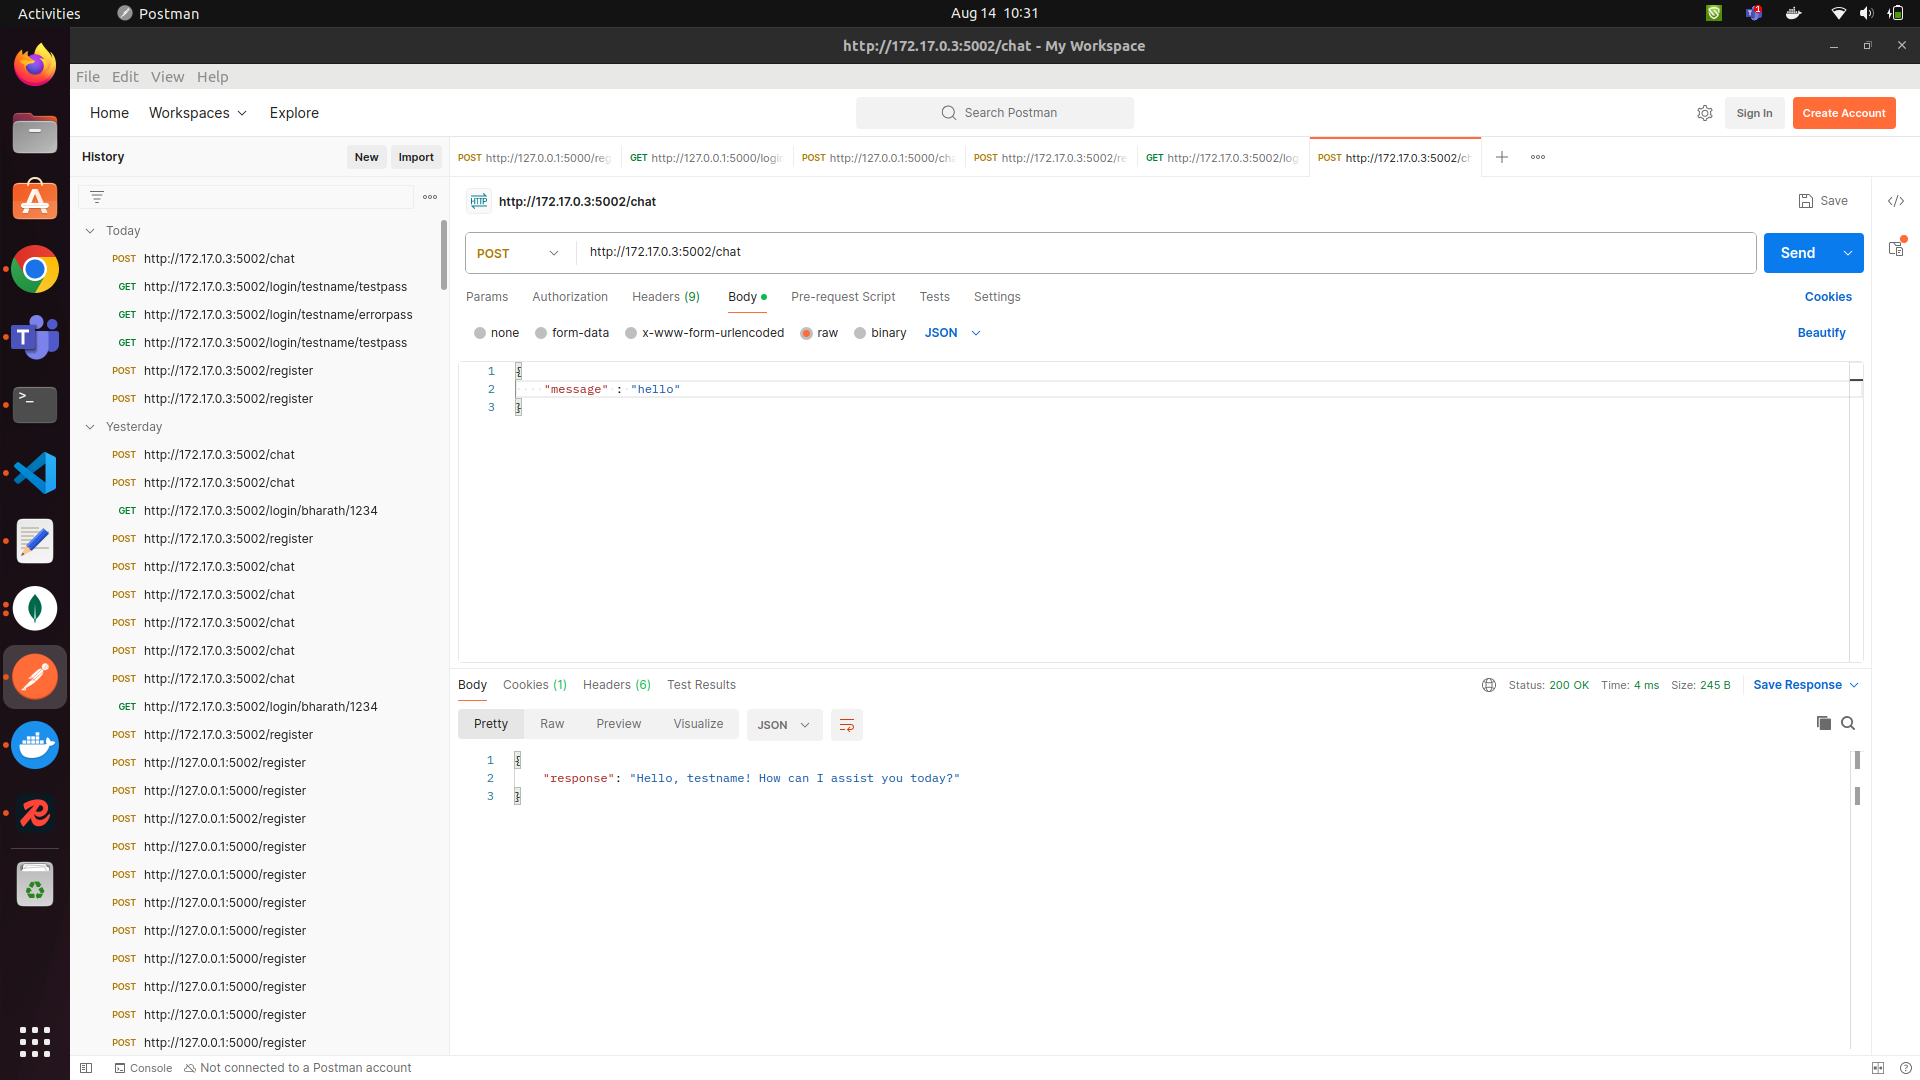 Activities Postman Aug 14 10:31
http://172.17.0.3:5002/chat - My Workspace
File Edit View Help
Home Workspaces Explore Search Postman Sign In Create Account
History New Import
POST http://127.0.0.1:5000/reg GET http://127.0.0.1:5000/logi POST http://127.0.0.1:5000/cha POST http://172.17.0.3:5002/re GET http://172.17.0.3:5002/log POST http://172.17.0.3:5002/ch
http://172.17.0.3:5002/chat Save
POST http://172.17.0.3:5002/chat Send
Params Authorization Headers (9) Body Pre-request Script Tests Settings Cookies
none form-data x-www-form-urlencoded raw binary JSON Beautify
1 {
2 "message" : "hello"
3 }
Today
POST http://172.17.0.3:5002/chat
GET http://172.17.0.3:5002/login/testname/testpass
GET http://172.17.0.3:5002/login/testname/errorpass
GET http://172.17.0.3:5002/login/testname/testpass
POST http://172.17.0.3:5002/register
POST http://172.17.0.3:5002/register
Yesterday
POST http://172.17.0.3:5002/chat
POST http://172.17.0.3:5002/chat
GET http://172.17.0.3:5002/login/bharath/1234
POST http://172.17.0.3:5002/register
POST http://172.17.0.3:5002/chat
POST http://172.17.0.3:5002/chat
POST http://172.17.0.3:5002/chat
POST http://172.17.0.3:5002/chat
POST http://172.17.0.3:5002/chat
GET http://172.17.0.3:5002/login/bharath/1234
POST http://172.17.0.3:5002/register
POST http://127.0.0.1:5002/register
POST http://127.0.0.1:5000/register
POST http://127.0.0.1:5002/register
POST http://127.0.0.1:5000/register
POST http://127.0.0.1:5000/register
POST http://127.0.0.1:5000/register
POST http://127.0.0.1:5000/register
POST http://127.0.0.1:5000/register
POST http://127.0.0.1:5000/register
POST http://127.0.0.1:5000/register
POST http://127.0.0.1:5000/register
Body Cookies (1) Headers (6) Test Results Status: 200 OK Time: 4 ms Size: 245 B Save Response
Pretty Raw Preview Visualize JSON
1 {
2 "response": "Hello, testname! How can I assist you today?"
3 }
Console Not connected to a Postman account